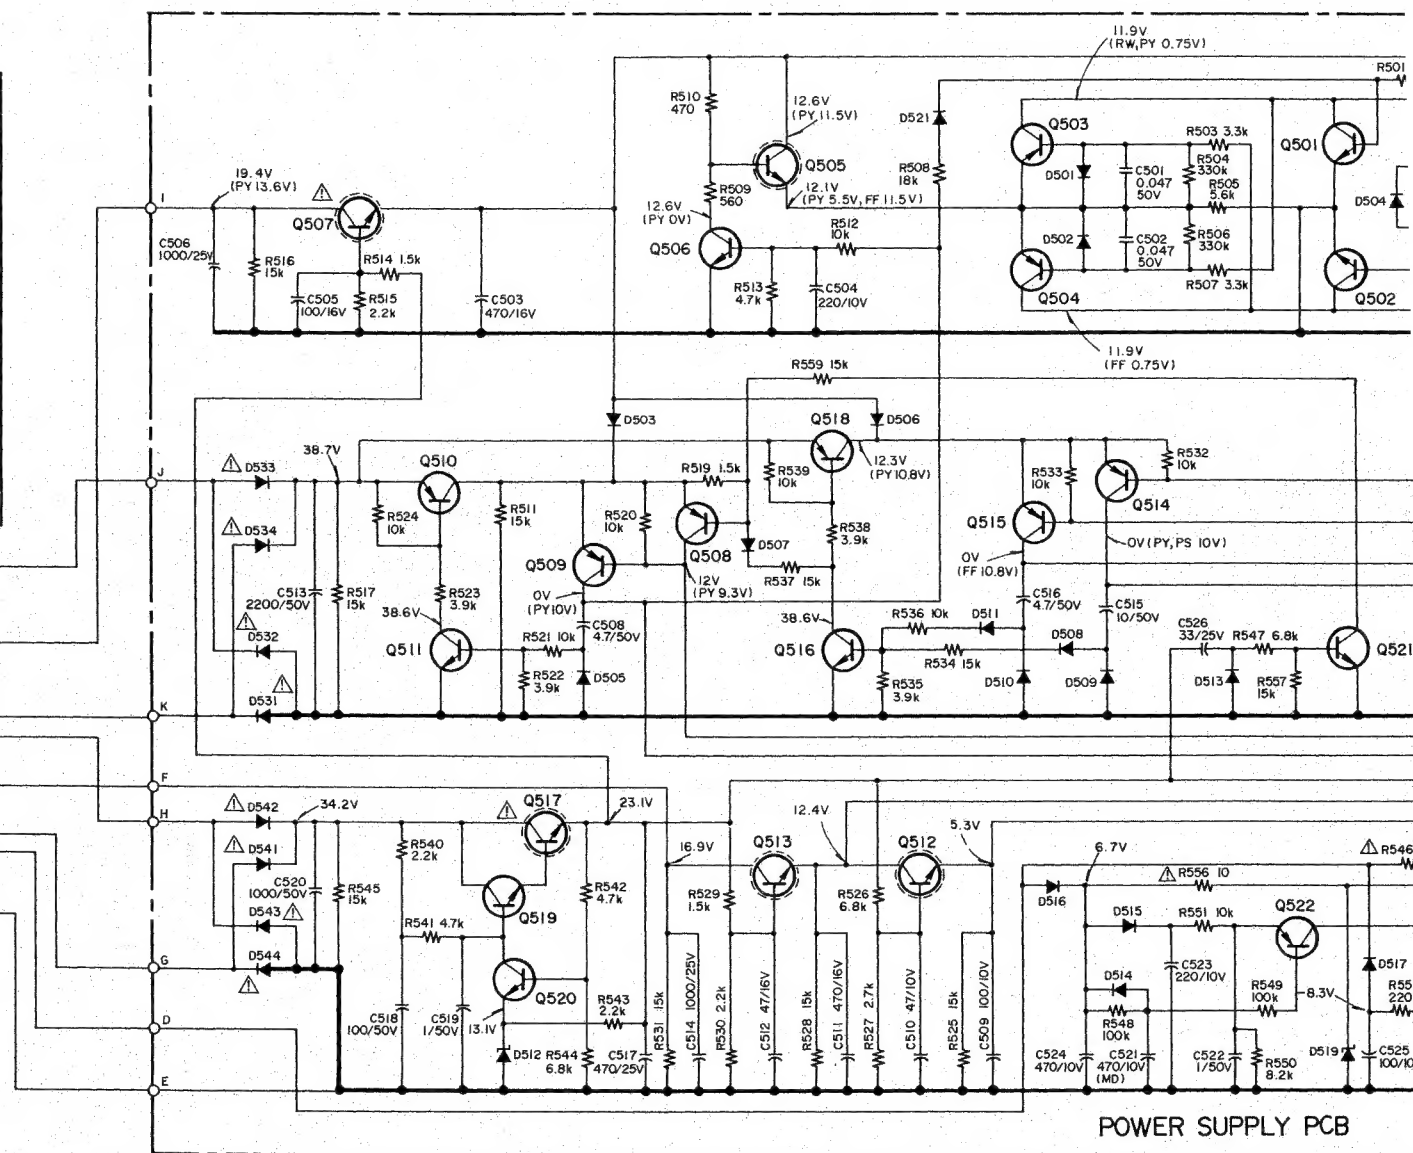 11.9V
(RW,PY 0.75V)
R501
R510
470
12.6V
(PY 11.5V)
D521
Q503
R503 3.3k
Q501
Q505
R508
18k
R504
330k
D501
C501
0.047
50V
R505
5.6k
D504
19.4V
(PY 13.6V)
I
Q507
R509
560
12.1V
(PY 5.5V, FF 11.5V)
12.6V
(PY 0V)
R512
10k
Q506
D502
C502
0.047
50V
R506
330k
C506
1000/25V
R516
15k
R514 1.5k
R513
4.7k
C504
220/10V
R507 3.3k
Q504
Q502
C505
100/16V
R515
2.2k
C503
470/16V
11.9V
(FF 0.75V)
R559 15k
D503
Q518
D506
38.7V
J
D533
Q510
R519 1.5k
R539
10k
12.3V
(PY 10.8V)
R533
10k
R532
10k
Q514
D534
R524
10k
R511
15k
R520
10k
Q508
R538
3.9k
Q515
Q509
D507
0V(PY, PS 10V)
0V
(FF 10.8V)
R537 15k
12V
(PY 9.3V)
C513
2200/50V
R517
15k
R523
3.9k
0V
(PY 10V)
38.6V
38.6V
C516
4.7/50V
C515
10/50V
C508
4.7/50V
R536 10k
D511
C526
33/25V
R547 6.8k
D532
Q511
R521 10k
Q516
D508
Q521
R534 15k
D531
R522
3.9k
D505
R535
3.9k
D510
D509
D513
R557
15k
K
F
H
D542
34.2V
Q517
23.1V
12.4V
5.3V
D541
R540
2.2k
16.9V
Q513
Q512
6.7V
R546
C520
1000/50V
R545
15k
Q519
R542
4.7k
R529
1.5k
R526
6.8k
D516
R556 10
D543
R541 4.7k
D515
R551 10k
Q522
D544
G
Q520
C523
220/10V
D517
D514
R549
100k
8.3V
R55
220
C518
100/50V
C519
1/50V
13.1V
R543
2.2k
R548
100k
D512
R544
6.8k
C517
470/25V
R531 15k
C514 1000/25V
R530 2.2k
C512 47/16V
R528 15k
C511 470/16V
R527 2.7k
C510 47/10V
R525 15k
C509 100/10V
C524
470/10V
C521
470/10V
(MD)
C522
1/50V
R550
8.2k
D519
C525
100/10
D
E
POWER SUPPLY PCB